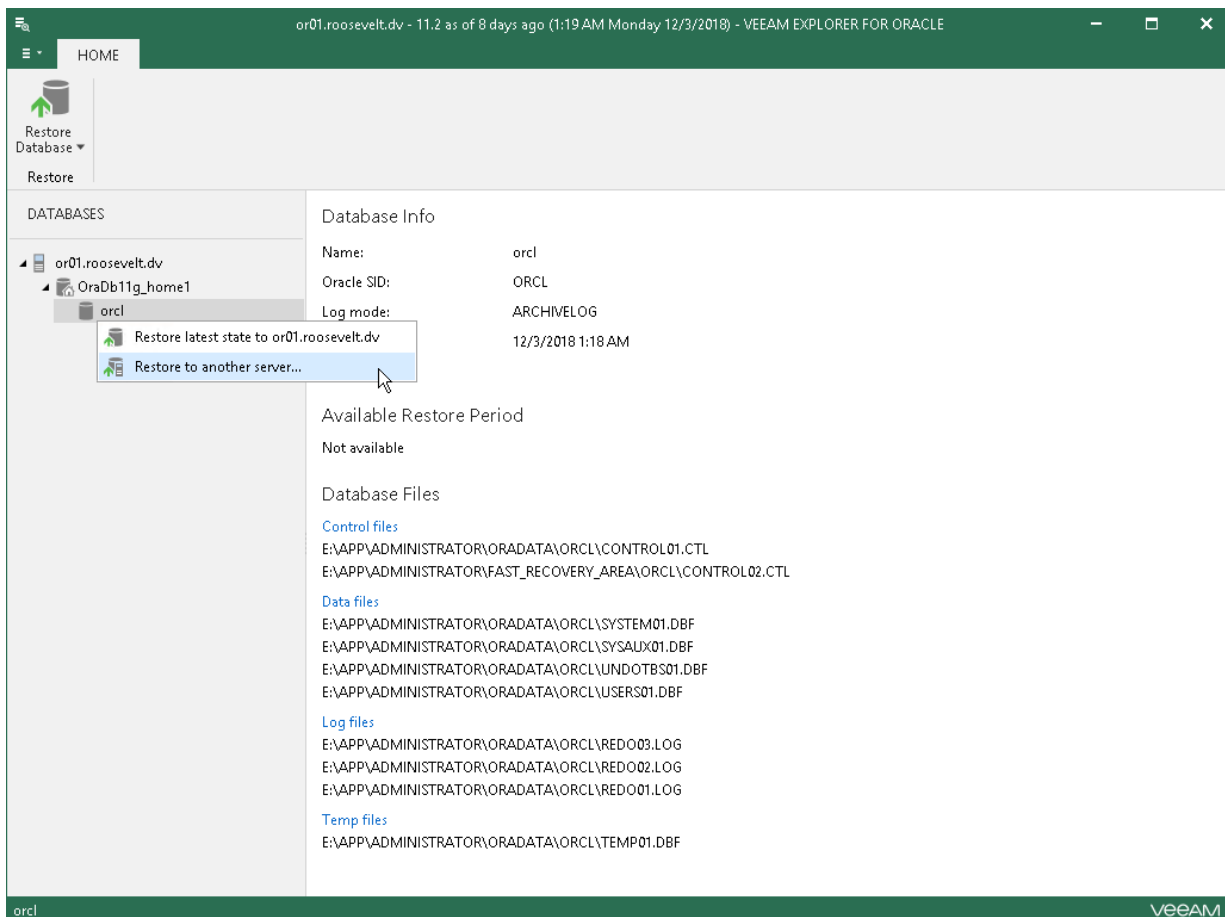 or01.roosevelt.dv - 11.2 as of 8 days ago (1:19 AM Monday 12/3/2018) - VEEAM EXPLORER FOR ORACLE
HOME
Restore
Database
Restore
DATABASES
or01.roosevelt.dv
OraDb11g_home1
orcl
Restore latest state to or01.roosevelt.dv
Restore to another server...
Database Info
Name: orcl
Oracle SID: ORCL
Log mode: ARCHIVELOG
12/3/2018 1:18 AM
Available Restore Period
Not available
Database Files
Control files
E:\APP\ADMINISTRATOR\ORADATA\ORCL\CONTROL01.CTL
E:\APP\ADMINISTRATOR\FAST_RECOVERY_AREA\ORCL\CONTROL02.CTL
Data files
E:\APP\ADMINISTRATOR\ORADATA\ORCL\SYSTEM01.DBF
E:\APP\ADMINISTRATOR\ORADATA\ORCL\SYSAUX01.DBF
E:\APP\ADMINISTRATOR\ORADATA\ORCL\UNDOTBS01.DBF
E:\APP\ADMINISTRATOR\ORADATA\ORCL\USERS01.DBF
Log files
E:\APP\ADMINISTRATOR\ORADATA\ORCL\REDO03.LOG
E:\APP\ADMINISTRATOR\ORADATA\ORCL\REDO02.LOG
E:\APP\ADMINISTRATOR\ORADATA\ORCL\REDO01.LOG
Temp files
E:\APP\ADMINISTRATOR\ORADATA\ORCL\TEMP01.DBF
orcl
veeAM